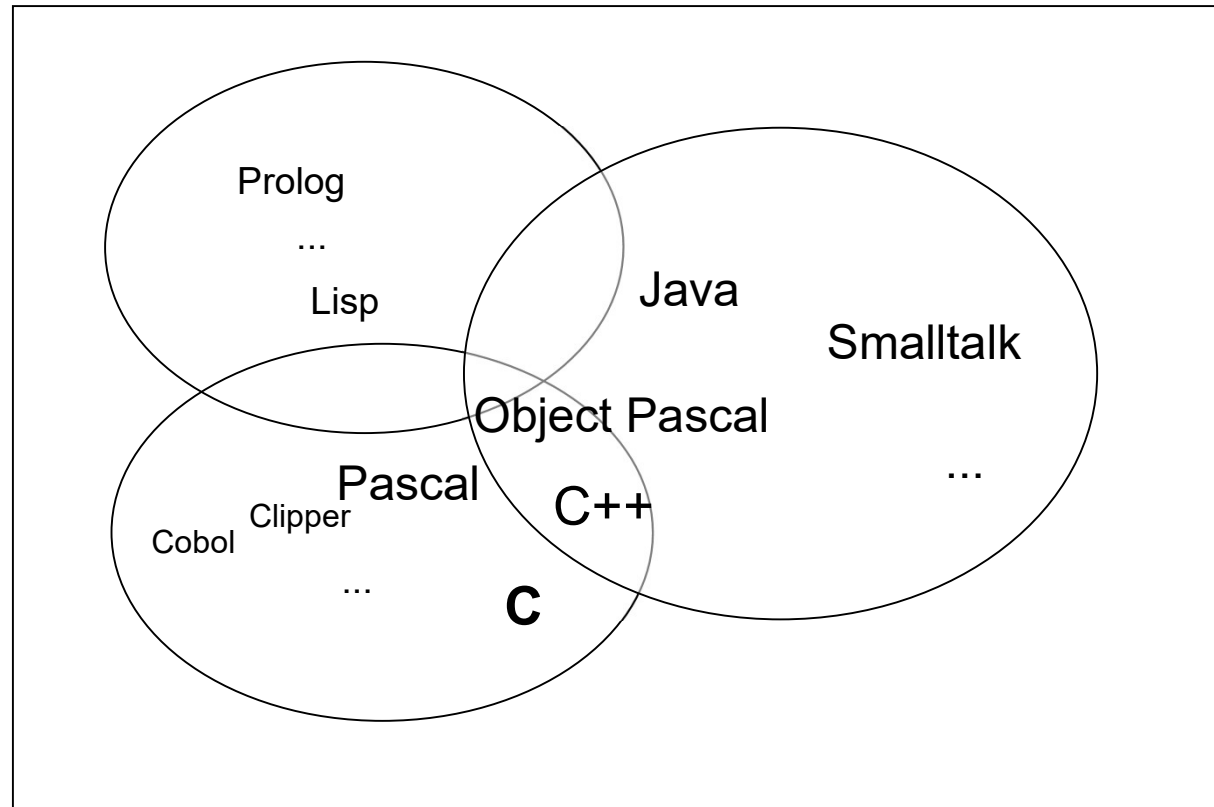 Prolog
...
Lisp
Java
Smalltalk
Object Pascal
...
Pascal
C++
Clipper
Cobol
...
C